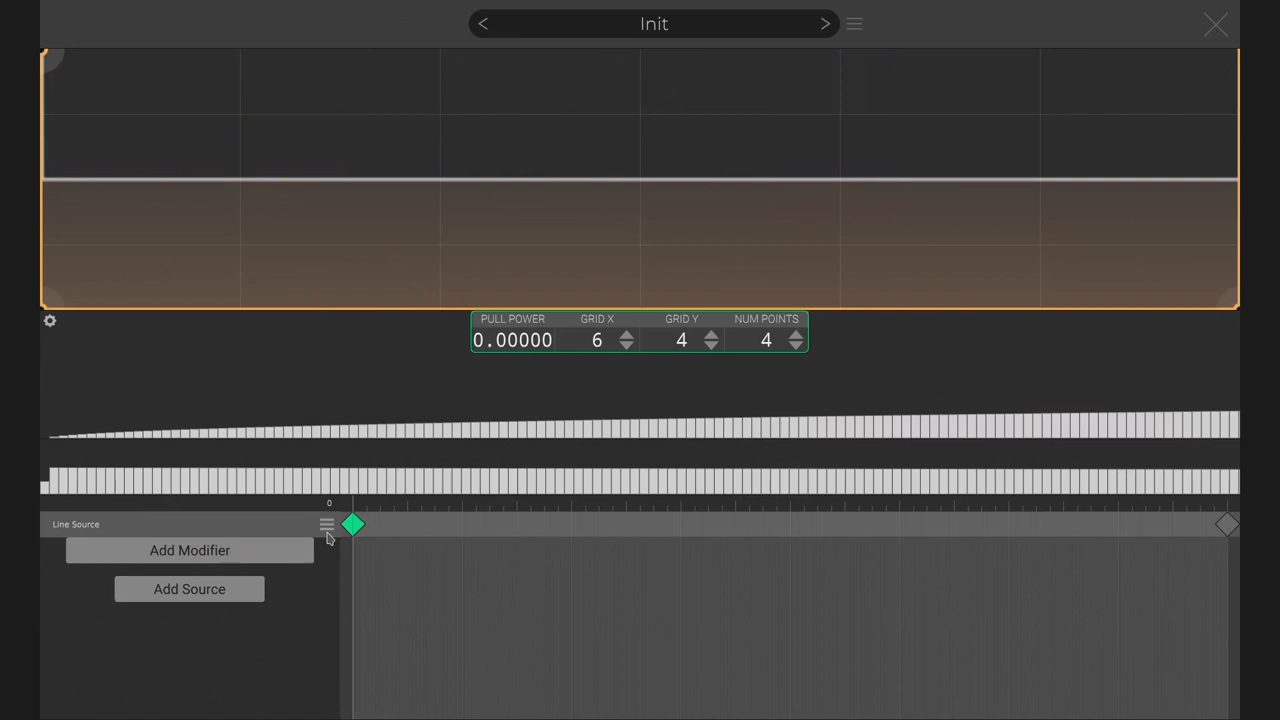 Init
PULL POWER GRID X GRID Y NUM POINTS
0.00000 6 4 4
0
Line Source
Add Modifier
Add Source